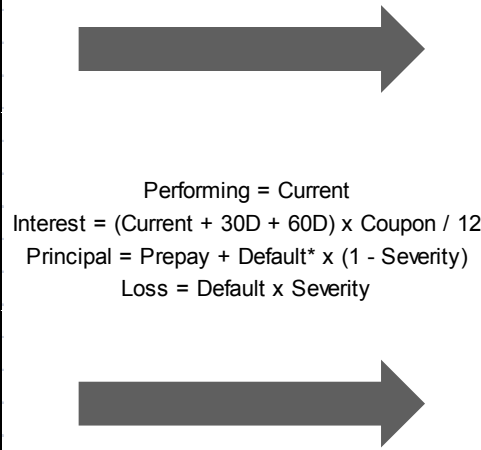 Performing = Current
Interest = (Current + 30D + 60D) x Coupon / 12
Principal = Prepay + Default* x (1 - Severity)
Loss = Default x Severity